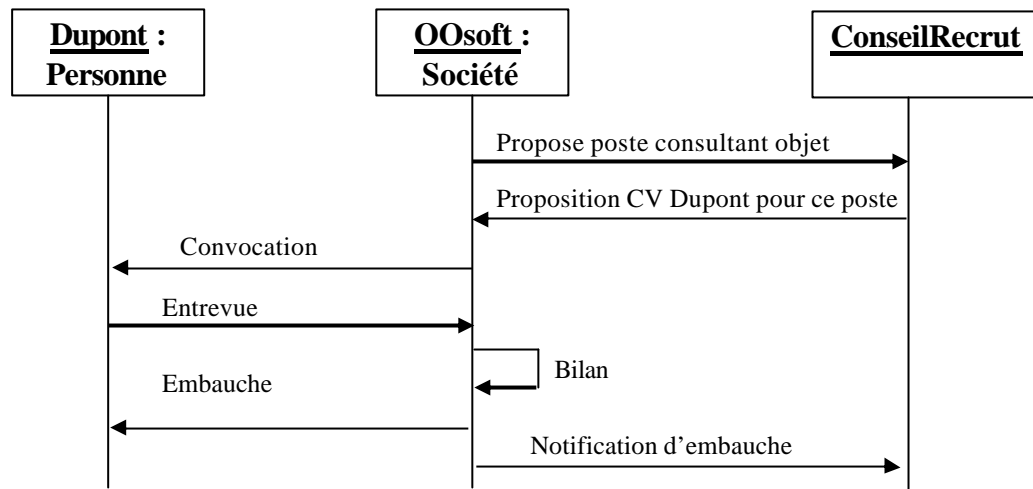 Dupont :
Personne
OOsoft :
Société
ConseilRecrut
Propose poste consultant objet
Proposition CV Dupont pour ce poste
Convocation
Entrevue
Bilan
Embauche
Notification d’embauche